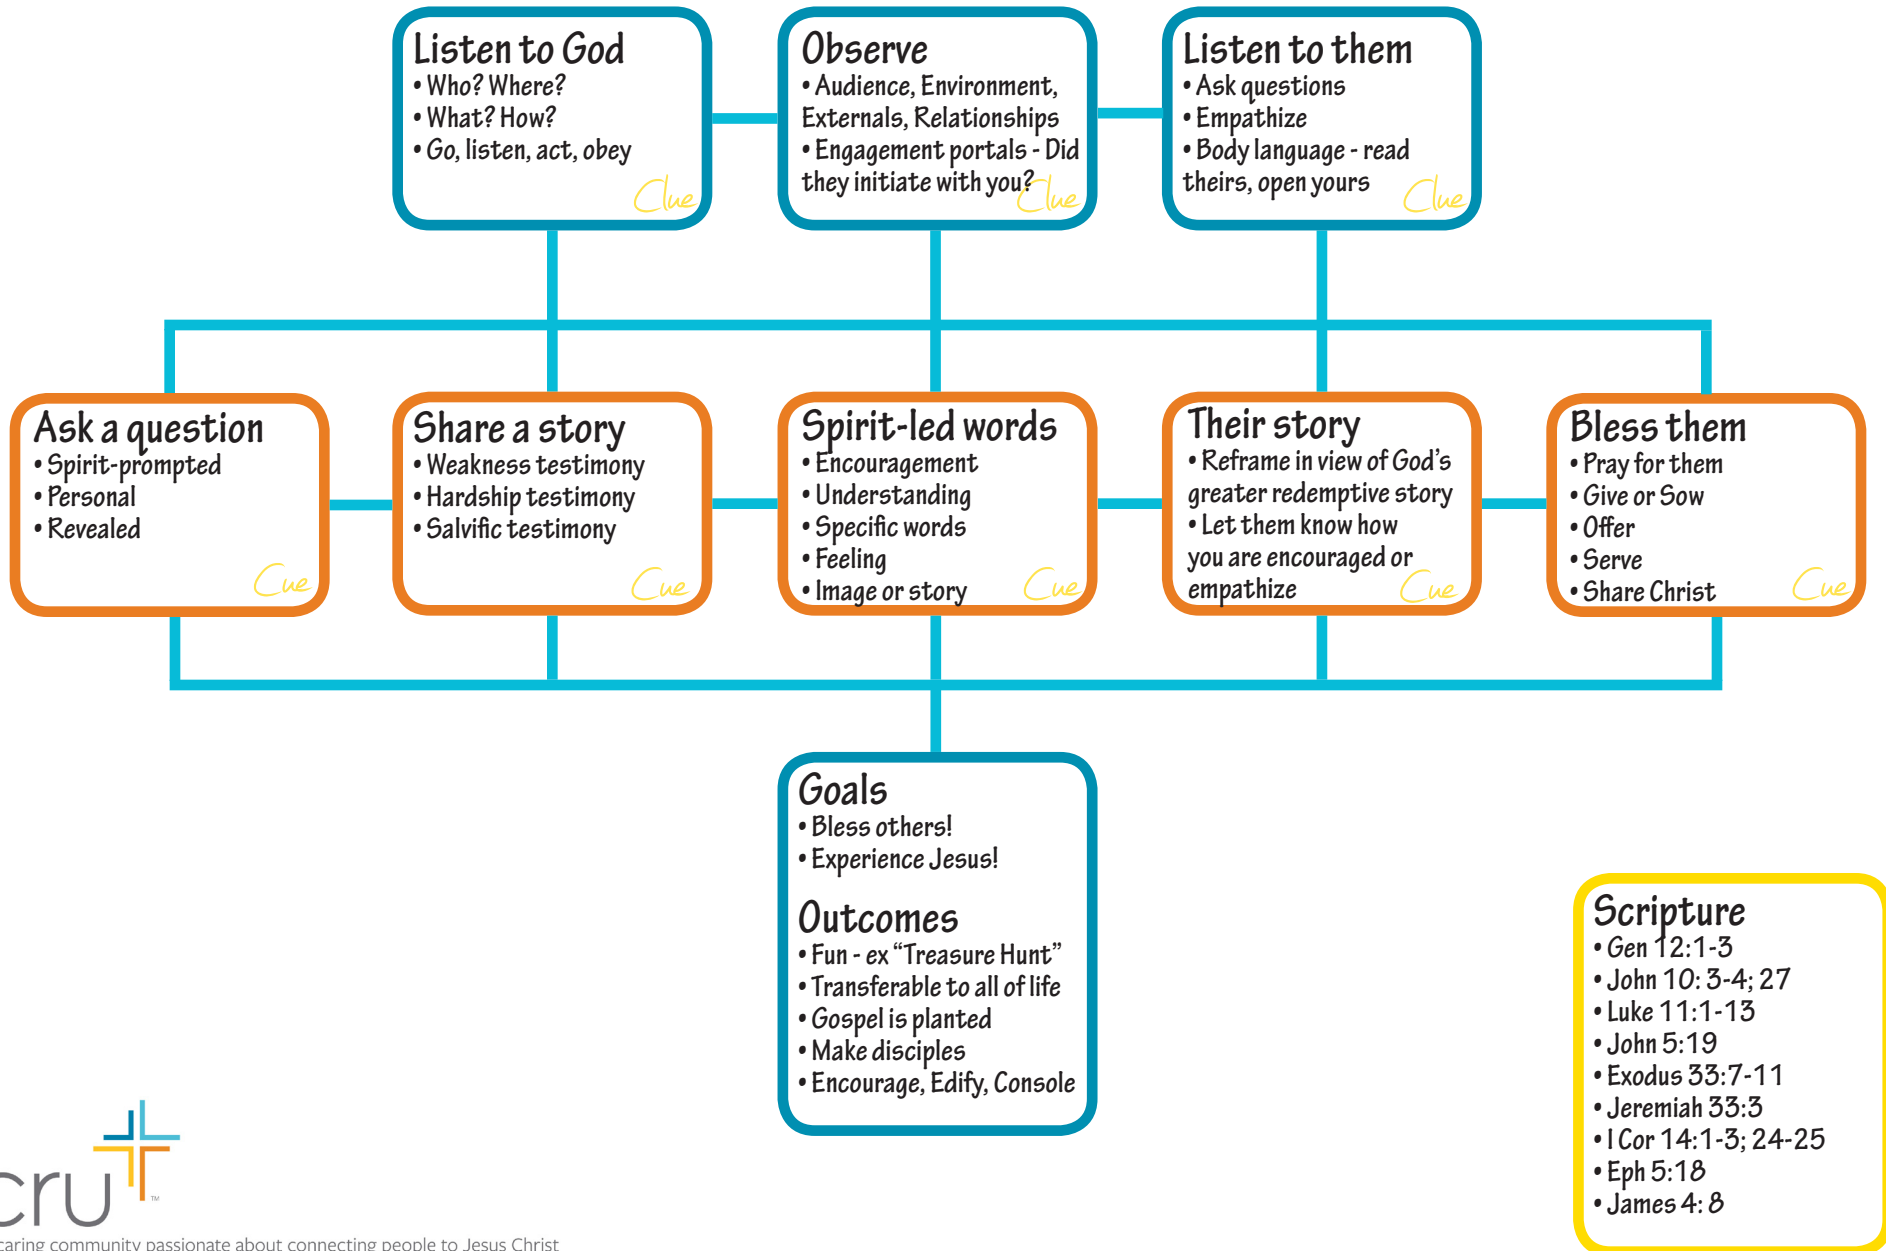 Listen to God
• Who? Where?
• What? How?
• Go, listen, act, obey
Clue
Observe
• Audience, Environment,
Externals, Relationships
• Engagement portals - Did
they initiate with you?
Clue
Listen to them
• Ask questions
• Empathize
• Body language - read
theirs, open yours
Clue
Ask a question
• Spirit-prompted
• Personal
• Revealed
Cue
Share a story
• Weakness testimony
• Hardship testimony
• Salvific testimony
Cue
Spirit-led words
• Encouragement
• Understanding
• Specific words
• Feeling
• Image or story
Cue
Their story
• Reframe in view of God's
greater redemptive story
• Let them know how
you are encouraged or
empathize
Cue
Bless them
• Pray for them
• Give or Sow
• Offer
• Serve
• Share Christ
Cue
Goals
• Bless others!
• Experience Jesus!
Outcomes
• Fun - ex “Treasure Hunt”
• Transferable to all of life
• Gospel is planted
• Make disciples
• Encourage, Edify, Console
Scripture
• Gen 12:1-3
• John 10: 3-4; 27
• Luke 11:1-13
• John 5:19
• Exodus 33:7-11
• Jeremiah 33:3
• I Cor 14:1-3; 24-25
• Eph 5:18
• James 4: 8
cru
TM
caring community passionate about connecting people to Jesus Christ